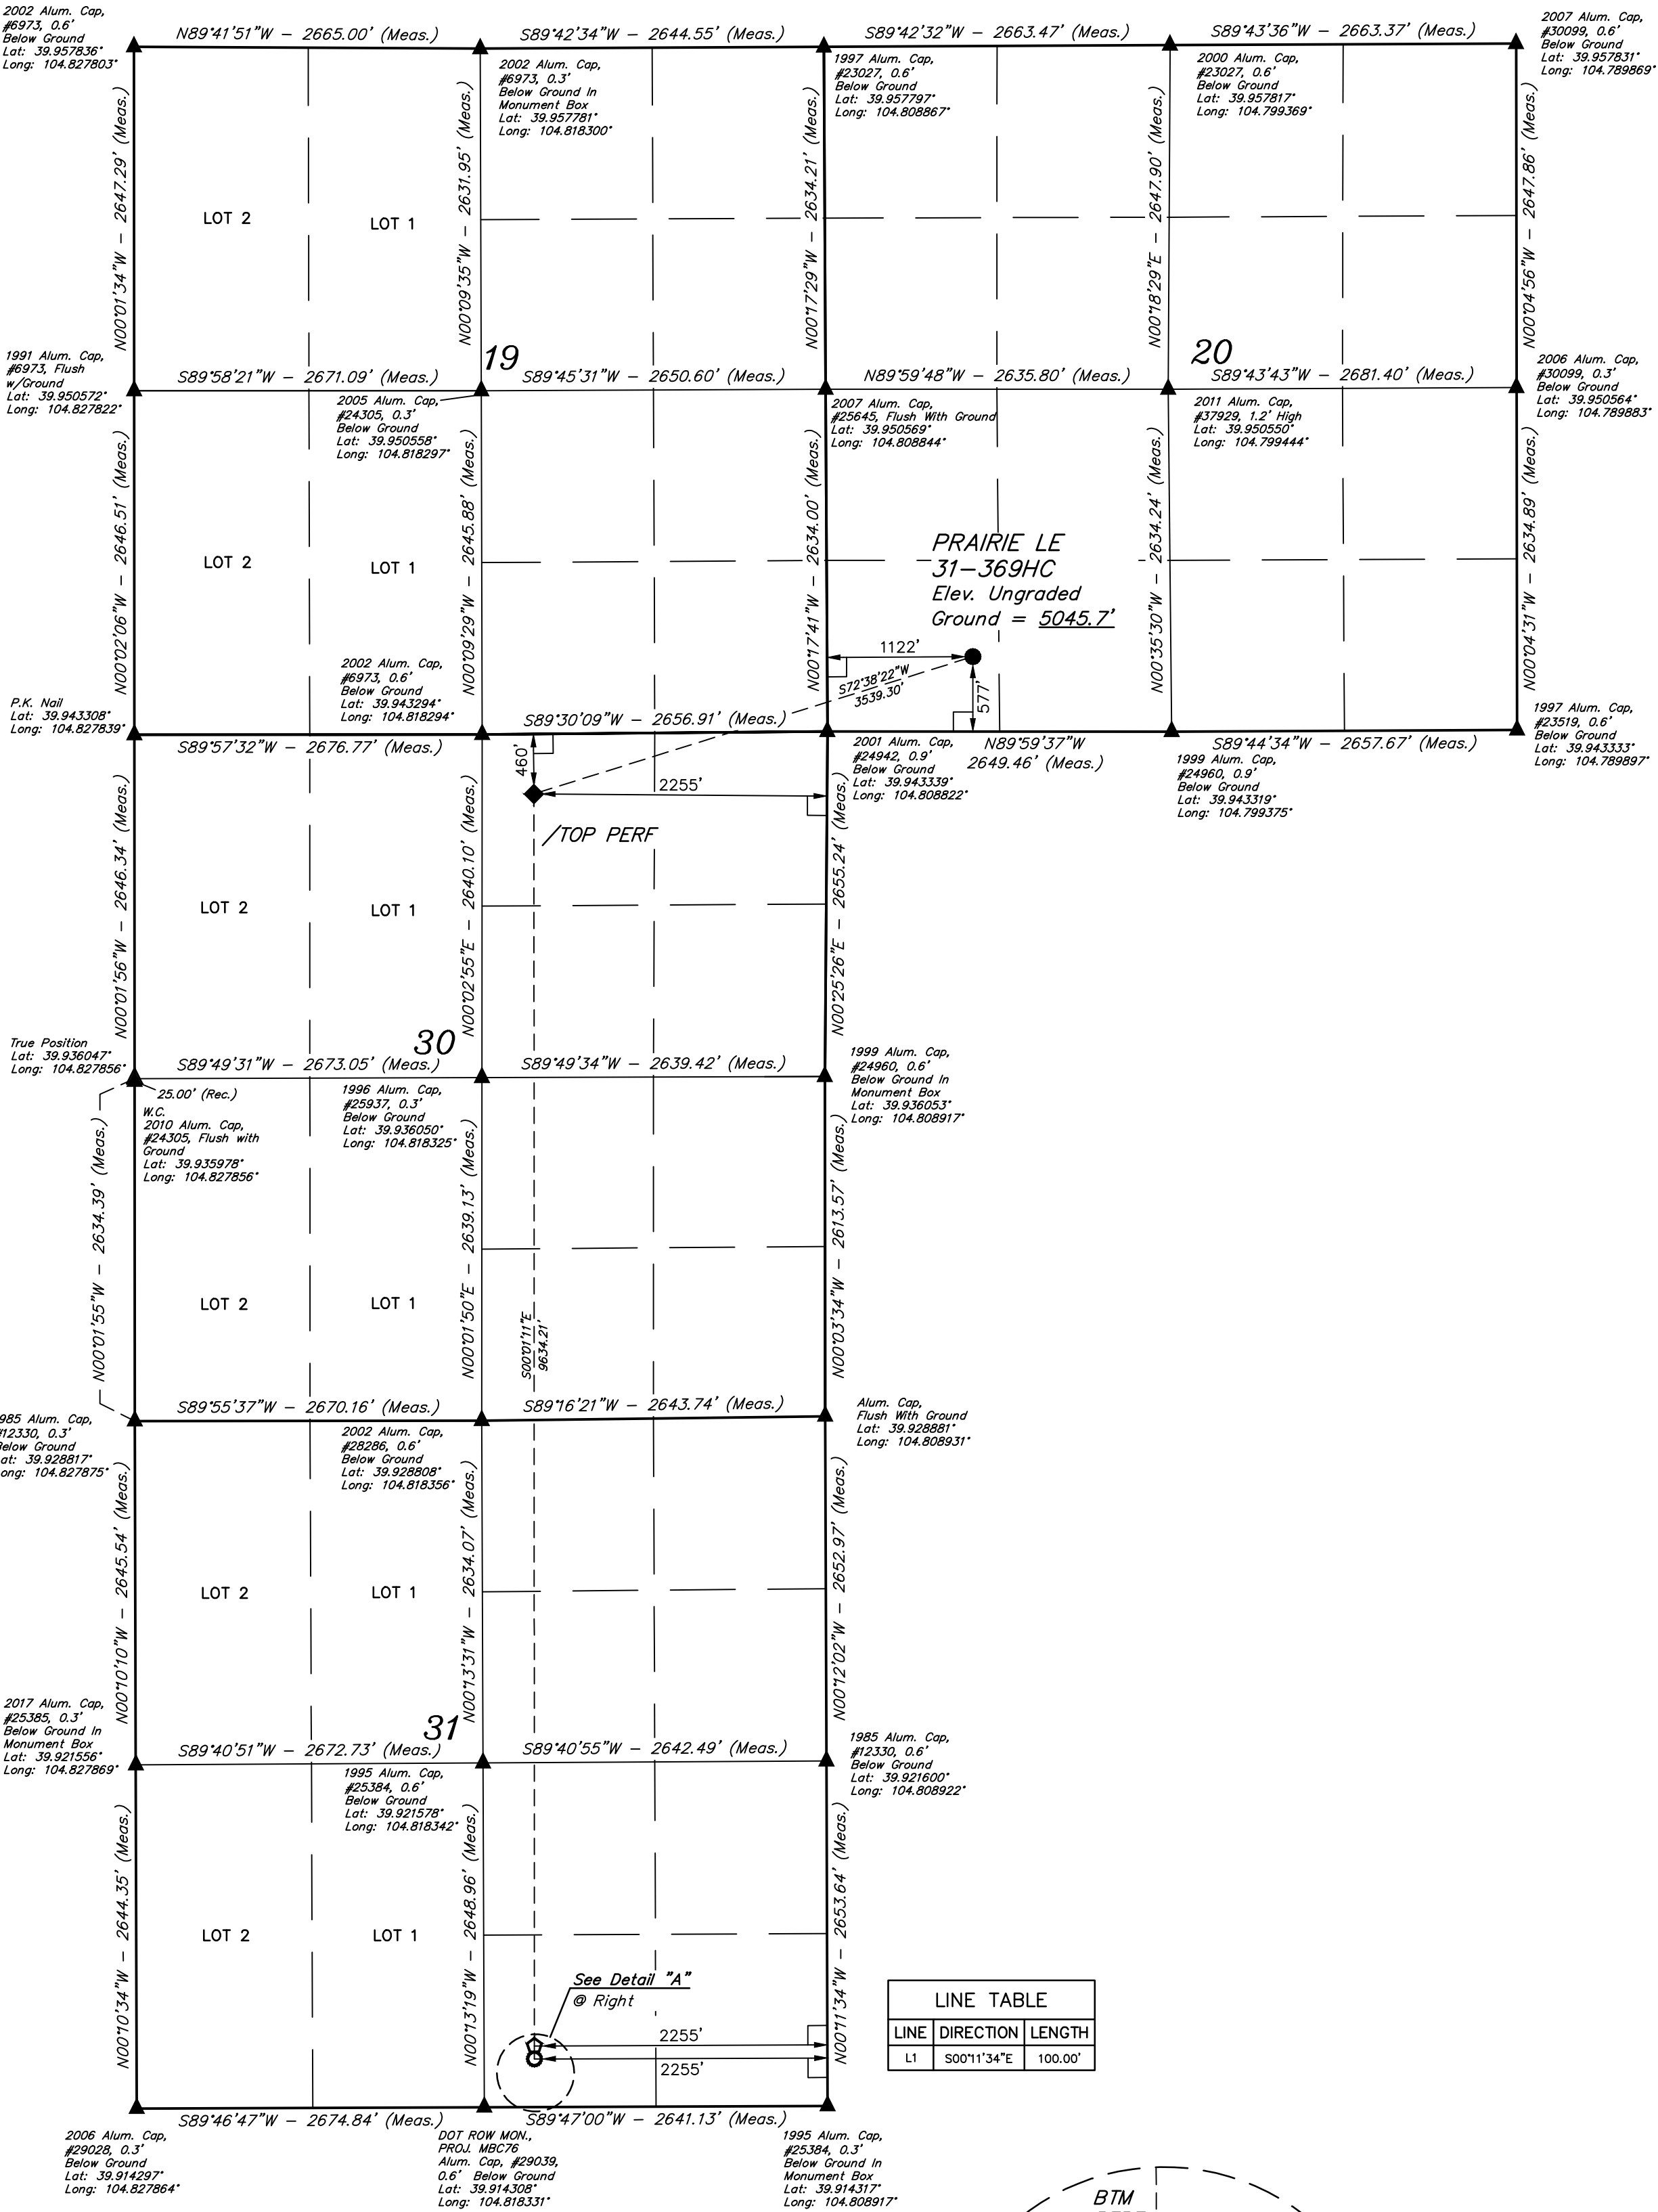 2002 Alum. Cap,
#6973, 0.6'
Below Ground
Lat: 39.957836°
Long: 104.827803°
N89°41'51"W - 2665.00' (Meas.)
S89°42'34"W - 2644.55' (Meas.)
S89°42'32"W - 2663.47' (Meas.)
S89°43'36"W - 2663.37' (Meas.)
2007 Alum. Cap,
#30099, 0.6'
Below Ground
Lat: 39.957831°
Long: 104.789869°
2002 Alum. Cap,
#6973, 0.3'
Below Ground In
Monument Box
Lat: 39.957781°
Long: 104.818300°
1997 Alum. Cap,
#23027, 0.6'
Below Ground
Lat: 39.957797°
Long: 104.808867°
2000 Alum. Cap,
#23027, 0.6'
Below Ground
Lat: 39.957817°
Long: 104.799369°
N00°01'34"W - 2647.29' (Meas.)
LOT 2
LOT 1
N00°09'35"W - 2631.95' (Meas.)
N00°17'29"W - 2634.21' (Meas.)
N00°18'29"E - 2647.90' (Meas.)
N00°04'56"W - 2647.86' (Meas.)
19
20
1991 Alum. Cap,
#6973, Flush
w/Ground
Lat: 39.950572°
Long: 104.827822°
S89°58'21"W - 2671.09' (Meas.)
S89°45'31"W - 2650.60' (Meas.)
N89°59'48"W - 2635.80' (Meas.)
S89°43'43"W - 2681.40' (Meas.)
2006 Alum. Cap,
#30099, 0.3'
Below Ground
Lat: 39.950564°
Long: 104.789883°
2005 Alum. Cap,
#24305, 0.3'
Below Ground
Lat: 39.950558°
Long: 104.818297°
2007 Alum. Cap,
#25645, Flush With Ground
Lat: 39.950569°
Long: 104.808844°
2011 Alum. Cap,
#37929, 1.2' High
Lat: 39.950550°
Long: 104.799444°
N00°02'06"W - 2646.51' (Meas.)
LOT 2
LOT 1
N00°09'29"W - 2645.88' (Meas.)
N00°17'41"W - 2634.00' (Meas.)
N00°35'30"W - 2634.24' (Meas.)
N00°04'31"W - 2634.89' (Meas.)
PRAIRIE LE
31-369HC
Elev. Ungraded
Ground = 5045.7'
1122'
577'
S72°38'22"W
3539.30'
2002 Alum. Cap,
#6973, 0.6'
Below Ground
Lat: 39.943294°
Long: 104.818294°
P.K. Nail
Lat: 39.943308°
Long: 104.827839°
S89°57'32"W - 2676.77' (Meas.)
S89°30'09"W - 2656.91' (Meas.)
N89°59'37"W
2649.46' (Meas.)
S89°44'34"W - 2657.67' (Meas.)
1997 Alum. Cap,
#23519, 0.6'
Below Ground
Lat: 39.943333°
Long: 104.789897°
2001 Alum. Cap,
#24942, 0.9'
Below Ground
Lat: 39.943339°
Long: 104.808822°
1999 Alum. Cap,
#24960, 0.9'
Below Ground
Lat: 39.943319°
Long: 104.799375°
460'
2255'
/TOP PERF
N00°01'56"W - 2646.34' (Meas.)
LOT 2
LOT 1
N00°02'55"E - 2640.10' (Meas.)
N00°25'26"E - 2655.24' (Meas.)
30
True Position
Lat: 39.936047°
Long: 104.827856°
S89°49'31"W - 2673.05' (Meas.)
S89°49'34"W - 2639.42' (Meas.)
1999 Alum. Cap,
#24960, 0.6'
Below Ground In
Monument Box
Lat: 39.936053°
Long: 104.808917°
25.00' (Rec.)
W.C.
2010 Alum. Cap,
#24305, Flush with
Ground
Lat: 39.935978°
Long: 104.827856°
1996 Alum. Cap,
#25937, 0.3'
Below Ground
Lat: 39.936050°
Long: 104.818325°
N00°01'55"W - 2634.39' (Meas.)
LOT 2
LOT 1
N00°01'50"E - 2639.13' (Meas.)
S00°01'11"E
9634.21'
N00°03'34"W - 2613.57' (Meas.)
985 Alum. Cap,
#12330, 0.3'
Below Ground
at: 39.928817°
ong: 104.827875°
S89°55'37"W - 2670.16' (Meas.)
S89°16'21"W - 2643.74' (Meas.)
Alum. Cap,
Flush With Ground
Lat: 39.928881°
Long: 104.808931°
2002 Alum. Cap,
#28286, 0.6'
Below Ground
Lat: 39.928808°
Long: 104.818356°
N00°10'10"W - 2645.54' (Meas.)
LOT 2
LOT 1
N00°13'31"W - 2634.07' (Meas.)
N00°12'02"W - 2652.97' (Meas.)
31
2017 Alum. Cap,
#25385, 0.3'
Below Ground In
Monument Box
Lat: 39.921556°
Long: 104.827869°
S89°40'51"W - 2672.73' (Meas.)
S89°40'55"W - 2642.49' (Meas.)
1985 Alum. Cap,
#12330, 0.6'
Below Ground
Lat: 39.921600°
Long: 104.808922°
1995 Alum. Cap,
#25384, 0.6'
Below Ground
Lat: 39.921578°
Long: 104.818342°
N00°10'34"W - 2644.35' (Meas.)
LOT 2
LOT 1
N00°13'19"W - 2648.96' (Meas.)
N00°11'34"W - 2653.64' (Meas.)
See Detail "A"
@ Right
2255'
2255'
LINE TABLE
LINE DIRECTION LENGTH
L1 S00°11'34"E 100.00'
S89°46'47"W - 2674.84' (Meas.)
S89°47'00"W - 2641.13' (Meas.)
2006 Alum. Cap,
#29028, 0.3'
Below Ground
Lat: 39.914297°
Long: 104.827864°
DOT ROW MON.,
PROJ. MBC76
Alum. Cap, #29039,
0.6' Below Ground
Lat: 39.914308°
Long: 104.818331°
1995 Alum. Cap,
#25384, 0.3'
Below Ground In
Monument Box
Lat: 39.914317°
Long: 104.808917°
BTM